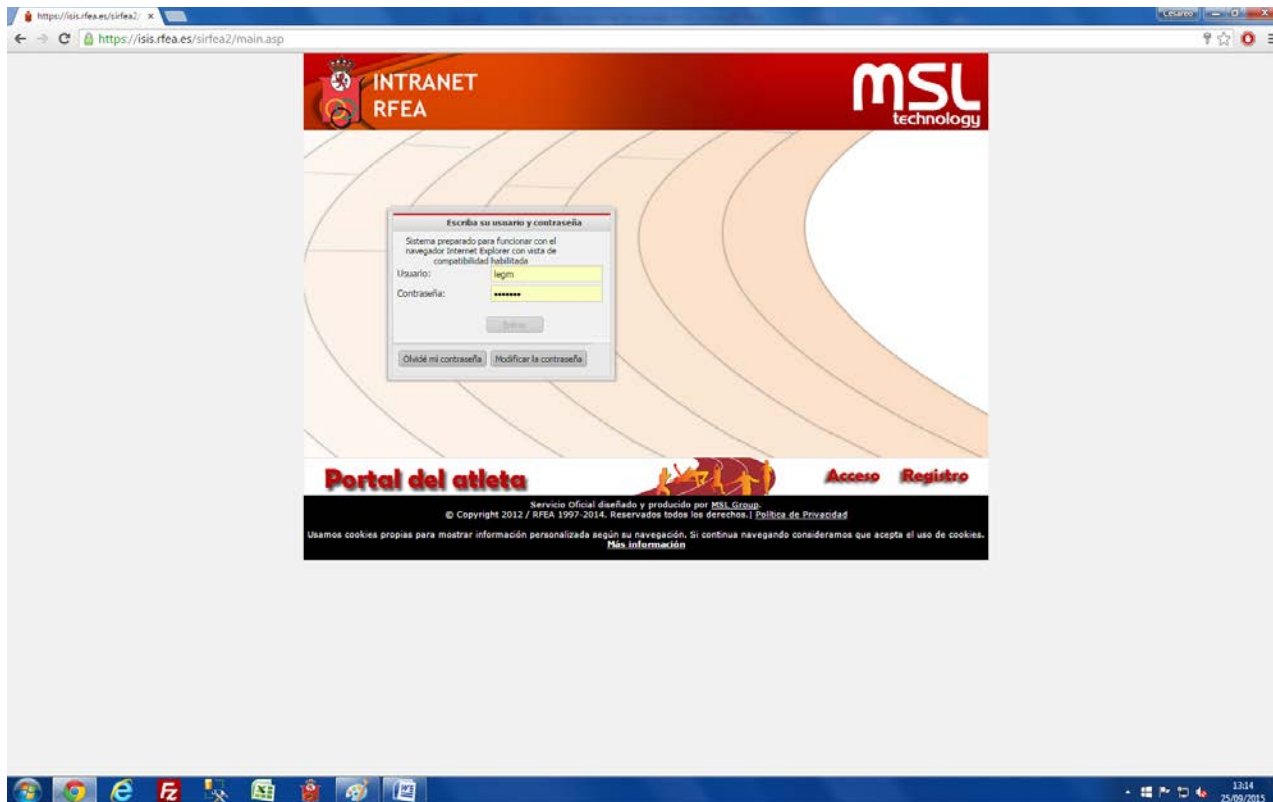 https://isis.rfea.es/sirfea2/
Cesareo
https://isis.rfea.es/sirfea2/main.asp
INTRANET
RFEA
MSL
technology
Escriba su usuario y contraseña
Sistema preparado para funcionar con el
navegador Internet Explorer con vista de
compatibilidad habilitada
Usuario:
legm
Contraseña:
•••••••
Entrar
Olvidé mi contraseña
Modificar la contraseña
Portal del atleta
Acceso
Registro
Servicio Oficial diseñado y producido por MSL Group.
© Copyright 2012 / RFEA 1997-2014. Reservados todos los derechos.| Política de Privacidad
Usamos cookies propias para mostrar información personalizada según su navegación. Si continua navegando consideramos que acepta el uso de cookies.
Más información
13:14
25/09/2015